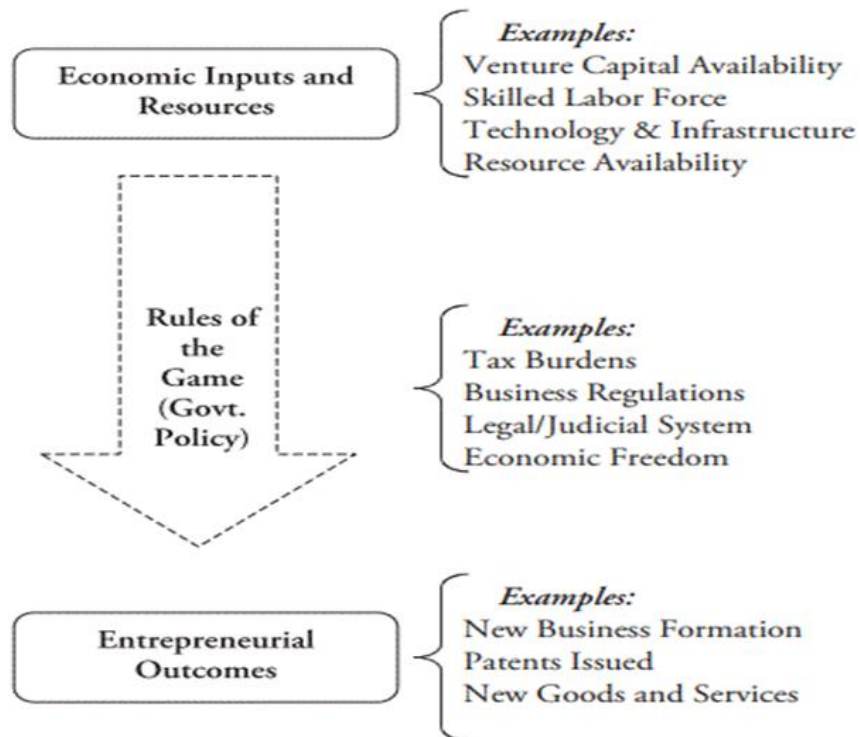 Economic Inputs and
Resources
Examples:
Venture Capital Availability
Skilled Labor Force
Technology & Infrastructure
Resource Availability
Rules of
the
Game
(Govt.
Policy)
Examples:
Tax Burdens
Business Regulations
Legal/Judicial System
Economic Freedom
Entrepreneurial
Outcomes
Examples:
New Business Formation
Patents Issued
New Goods and Services